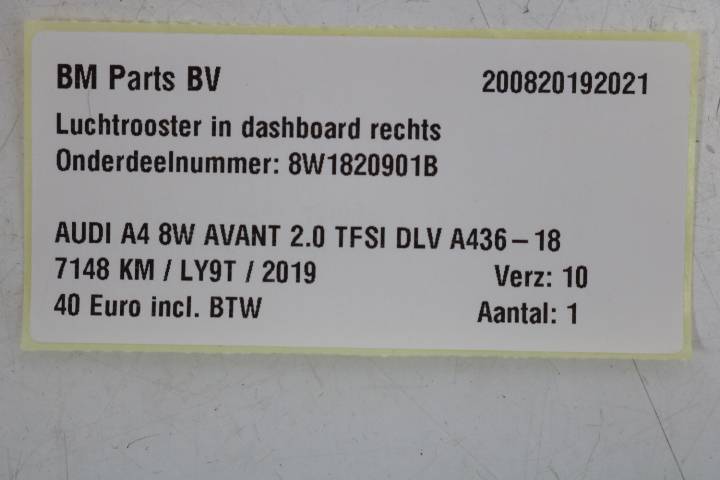 BM Parts BV 200820192021
Luchtrooster in dashboard rechts
Onderdeelnummer: 8W1820901B
AUDI A4 8W AVANT 2.0 TFSI DLV A436-18
7148 KM / LY9T / 2019 Verz: 10
40 Euro incl. BTW Aantal: 1